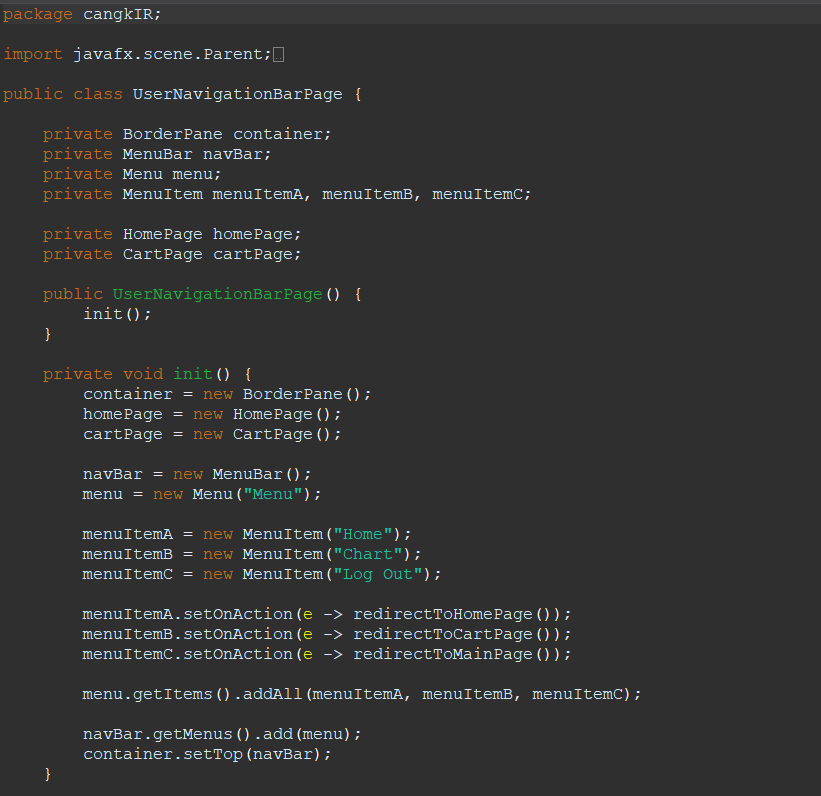 package cangkIR;
import javafx.scene.Parent;
public class UserNavigationBarPage {
private BorderPane container;
private MenuBar navBar;
private Menu menu;
private MenuItem menuItemA, menuItemB, menuItemC;
private HomePage homePage;
private CartPage cartPage;
public UserNavigationBarPage() {
init();
}
private void init() {
container = new BorderPane();
homePage = new HomePage();
cartPage = new CartPage();
navBar = new MenuBar();
menu = new Menu("Menu");
menuItemA = new MenuItem("Home");
menuItemB = new MenuItem("Chart");
menuItemC = new MenuItem("Log Out");
menuItemA.setOnAction(e -> redirectToHomePage());
menuItemB.setOnAction(e -> redirectToCartPage());
menuItemC.setOnAction(e -> redirectToMainPage());
menu.getItems().addAll(menuItemA, menuItemB, menuItemC);
navBar.getMenus().add(menu);
container.setTop(navBar);
}